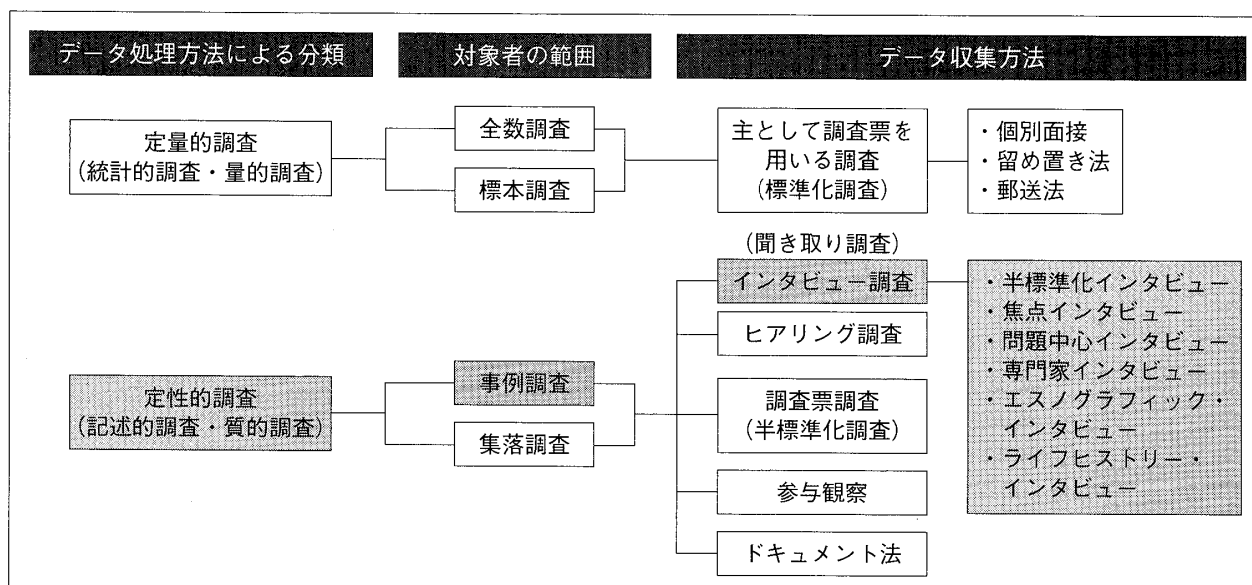 データ処理方法による分類
対象者の範囲
データ収集方法
定量的調査
(統計的調査・量的調査)
全数調査
標本調査
主として調査票を
用いる調査
(標準化調査)
・個別面接
・留め置き法
・郵送法
定性的調査
(記述的調査・質的調査)
事例調査
集落調査
(聞き取り調査)
インタビュー調査
ヒアリング調査
調査票調査
(半標準化調査)
参与観察
ドキュメント法
・半標準化インタビュー
・焦点インタビュー
・問題中心インタビュー
・専門家インタビュー
・エスノグラフィック・
インタビュー
・ライフヒストリー・
インタビュー